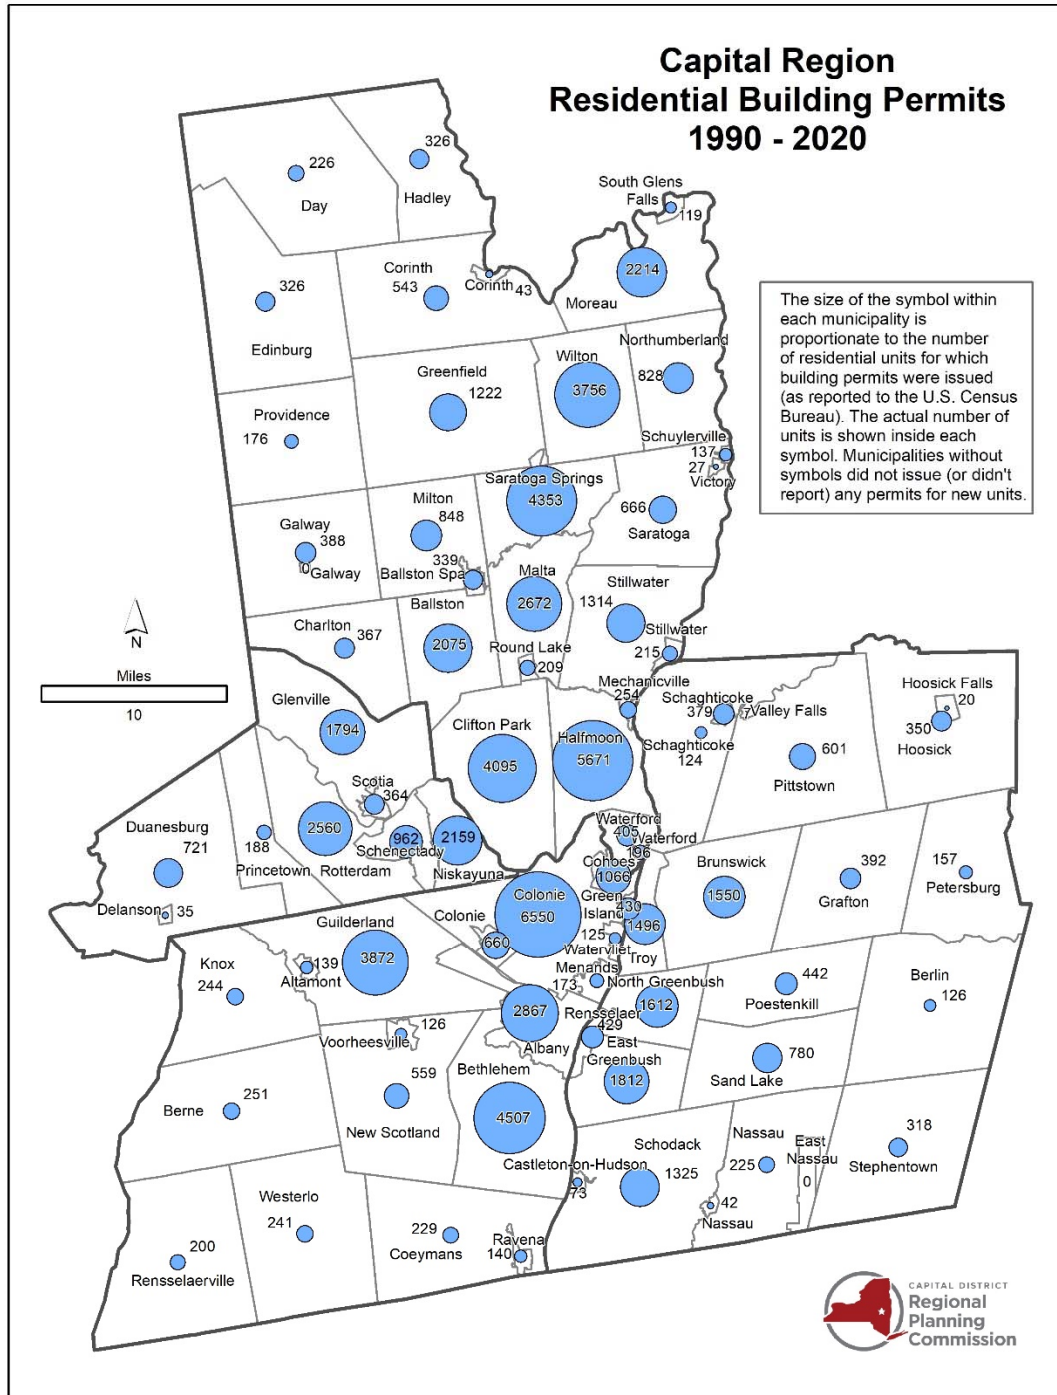 Capital Region
Residential Building Permits
1990 - 2020
326
226
Hadley
Day
South Glens
Falls
119
Corinth
543
Corinth
43
2214
Moreau
326
Edinburg
The size of the symbol within
each municipality is
proportionate to the number
of residential units for which
building permits were issued
(as reported to the U.S. Census
Bureau). The actual number of
units is shown inside each
symbol. Municipalities without
symbols did not issue (or didn't
report) any permits for new units.
Northumberland
828
Wilton
3756
Greenfield
1222
Providence
176
Schuylerville
137
27
Victory
Saratoga Springs
4353
Milton
848
666
Saratoga
Galway
388
0
Galway
339
Ballston Spa
Malta
2672
Stillwater
1314
Stillwater
215
Ballston
2075
Charlton
367
Round Lake
209
N
Miles
10
Mechanicville
254
Schaghticoke
379
7
Valley Falls
Schaghticoke
124
Hoosick Falls
20
350
Hoosick
601
Pittstown
Glenville
1794
Clifton Park
4095
Halfmoon
5671
Scotia
364
2560
Rotterdam
962
Schenectady
2159
Niskayuna
Duanesburg
721
188
Princetown
Delanson
35
Waterford
405
Waterford
196
Cohoes
1066
Green
Island
430
1496
Troy
125
Watervliet
Menands
173
Brunswick
1550
392
Grafton
157
Petersburg
Colonie
6550
Colonie
660
Guilderland
3872
139
Altamont
Knox
244
North Greenbush
1612
442
Poestenkill
Berlin
126
2867
Albany
Rensselaer
429
East
Greenbush
1812
780
Sand Lake
126
Voorheesville
559
New Scotland
Bethlehem
4507
251
Berne
318
Stephentown
Schodack
1325
Nassau
225
East
Nassau
0
42
Nassau
Castleton-on-Hudson
73
Westerlo
241
229
Coeymans
Ravena
140
200
Rensselaerville
CAPITAL DISTRICT
Regional
Planning
Commission